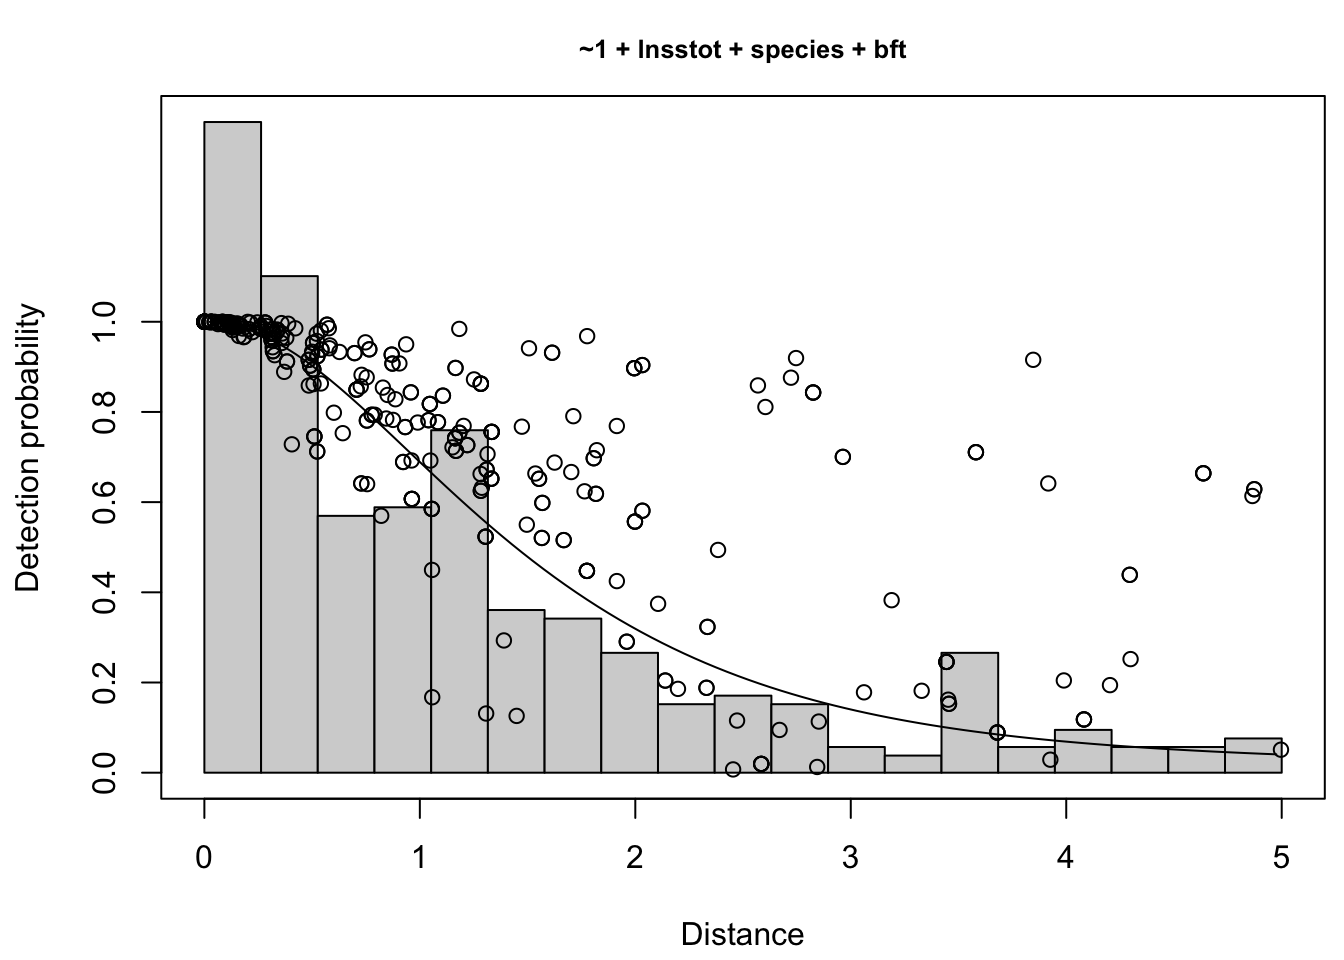 ~1 + lnsstot + species + bft
Detection probability
1.0
0.8
0.6
0.4
0.2
0.0
0 1 2 3 4 5
Distance